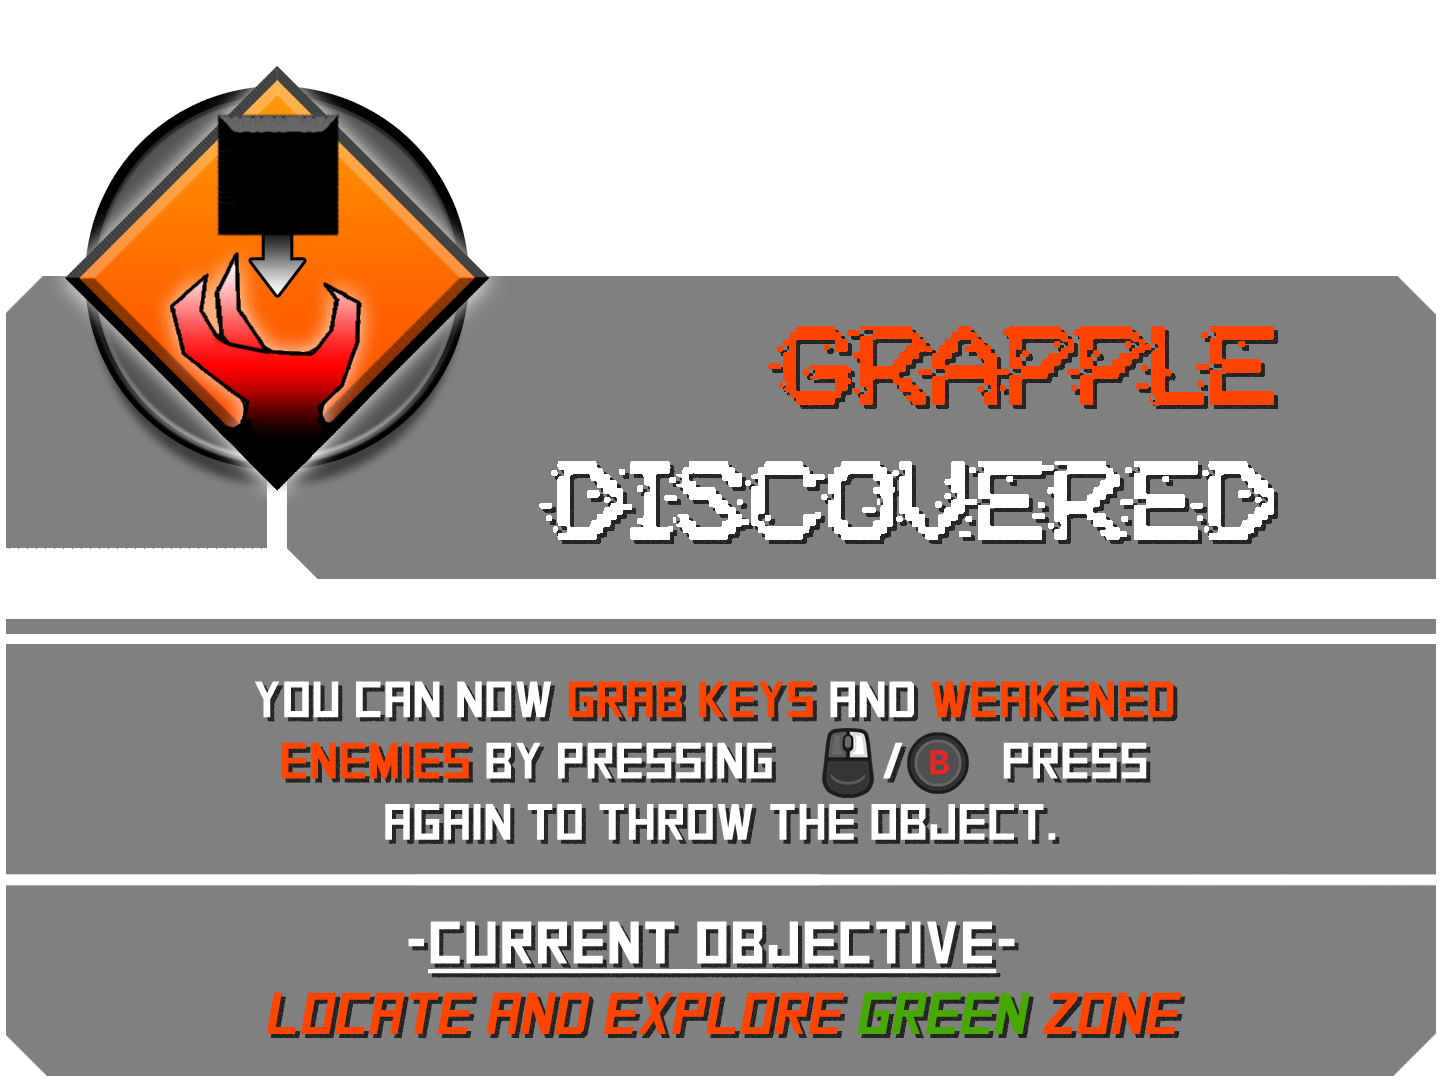 GRAPPLE
DISCOVERED
YOU CAN NOW GRAB KEYS AND WEAKENED
ENEMIES BY PRESSING / B PRESS
AGAIN TO THROW THE OBJECT.
-CURRENT OBJECTIVE-
LOCATE AND EXPLORE GREEN ZONE